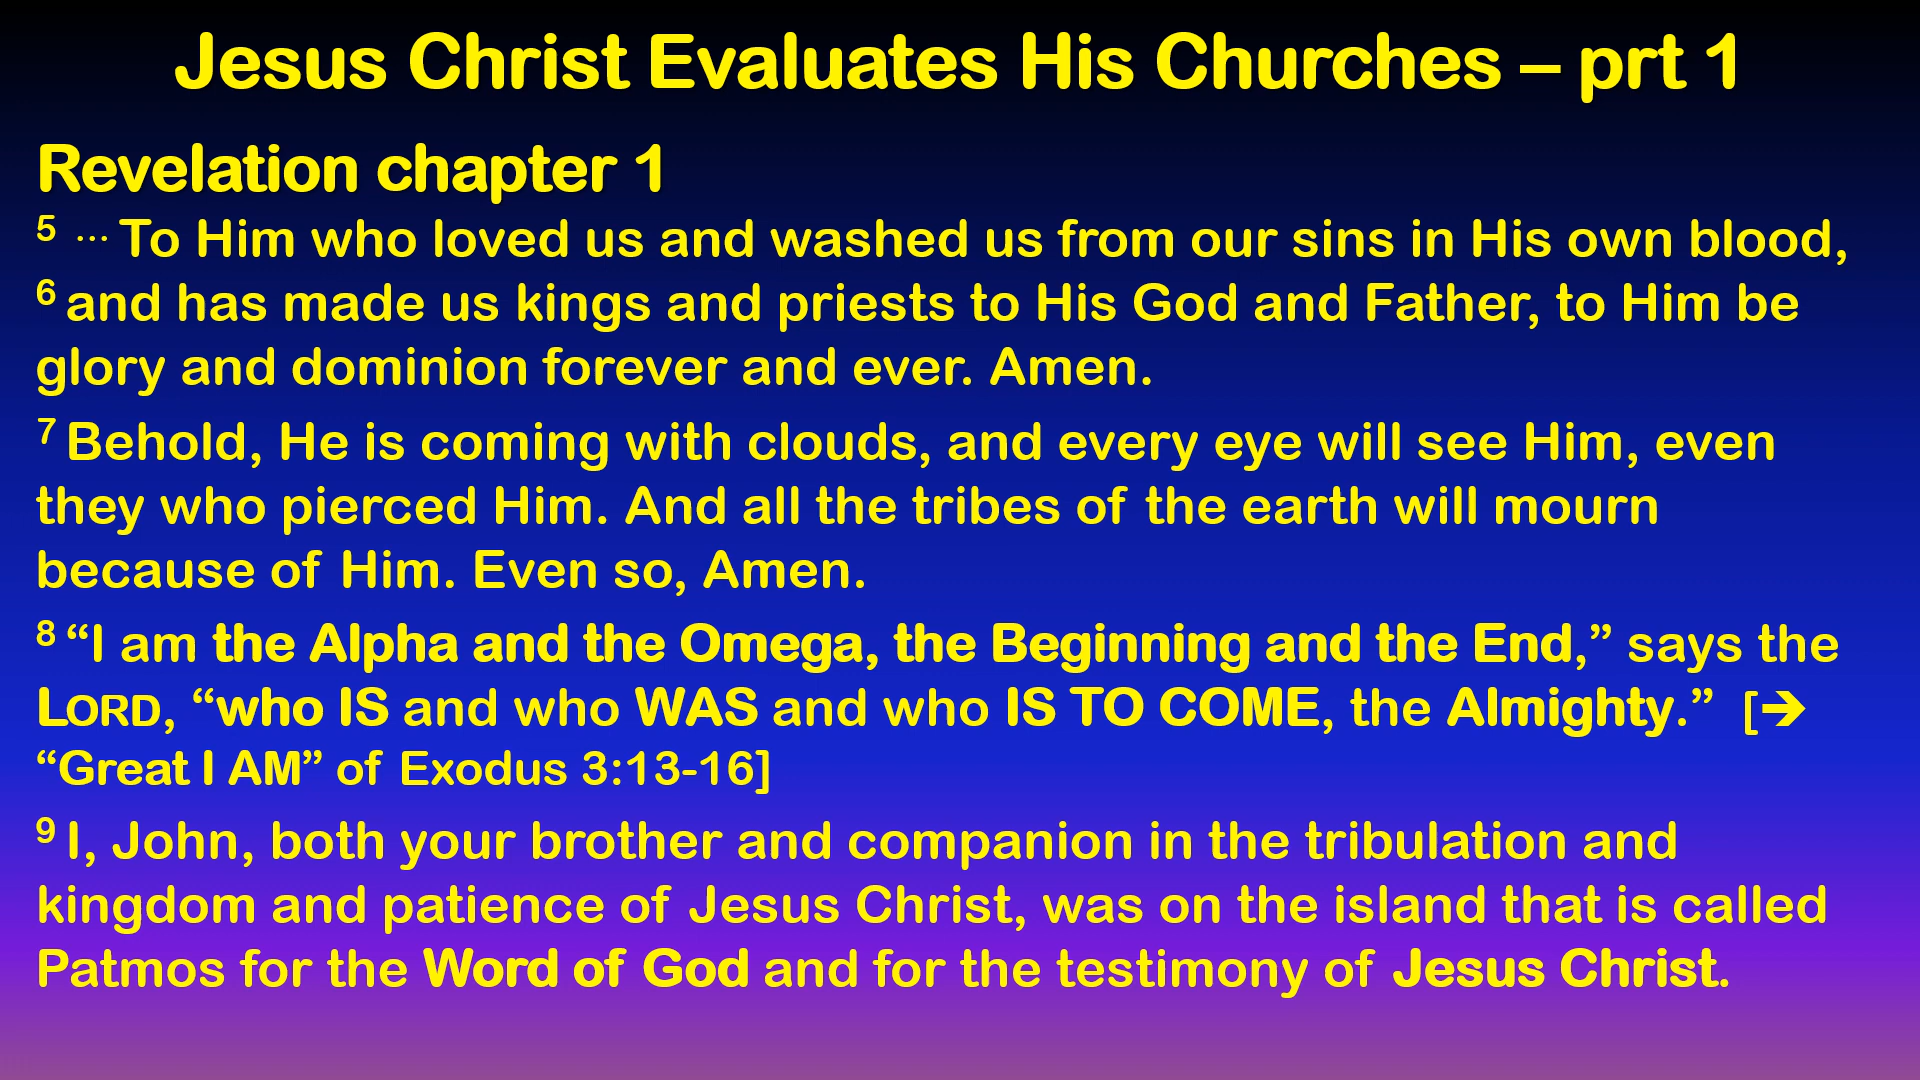 Jesus Christ Evaluates His Churches – prt 1
Revelation chapter 1
5 … To Him who loved us and washed us from our sins in His own blood,
6 and has made us kings and priests to His God and Father, to Him be
glory and dominion forever and ever. Amen.
7 Behold, He is coming with clouds, and every eye will see Him, even
they who pierced Him. And all the tribes of the earth will mourn
because of Him. Even so, Amen.
8 “I am the Alpha and the Omega, the Beginning and the End,” says the
LORD, “who IS and who WAS and who IS TO COME, the Almighty.” [➔
“Great I AM” of Exodus 3:13-16]
9 I, John, both your brother and companion in the tribulation and
kingdom and patience of Jesus Christ, was on the island that is called
Patmos for the Word of God and for the testimony of Jesus Christ.